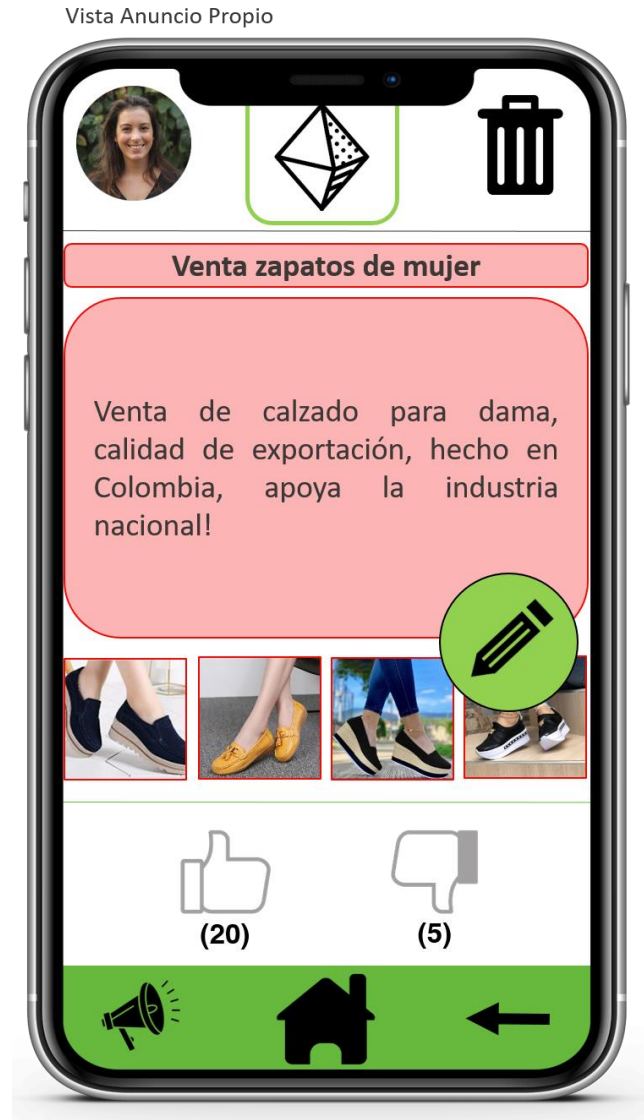 Vista Anuncio Propio
Venta zapatos de mujer
Venta de calzado para dama,
calidad de exportación, hecho en
Colombia, apoya la industria
nacional!
(20) (5)